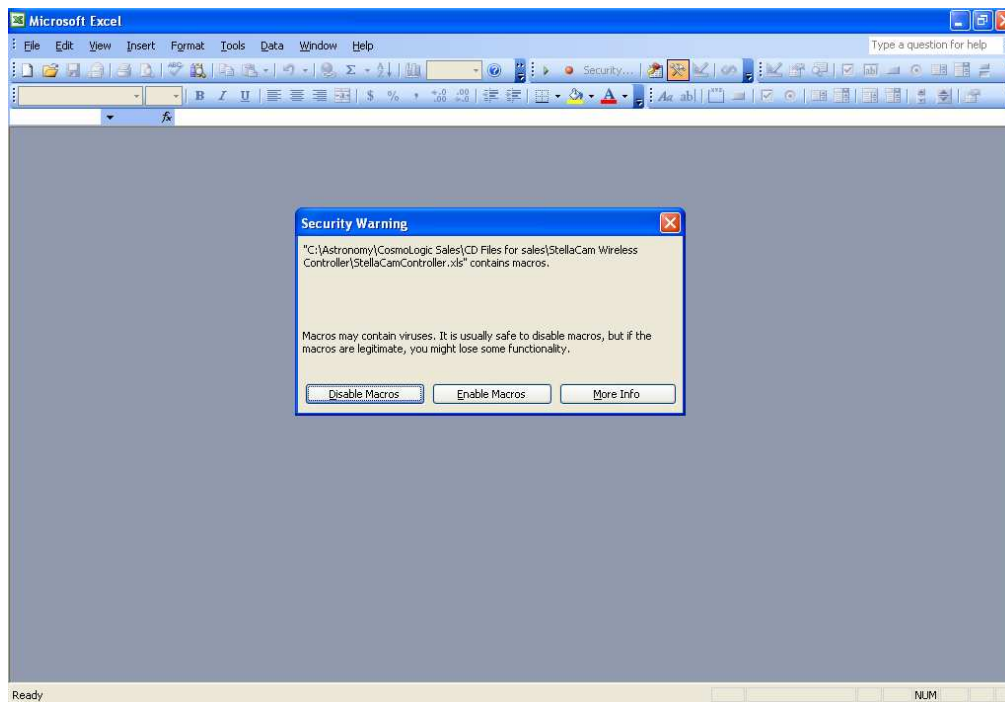 Microsoft Excel
File Edit View Insert Format Tools Data Window Help
Type a question for help
Security...
B I U $ % , Aa ab|
fx
Security Warning
"C:\Astronomy\CosmoLogic Sales\CD Files for sales\StellaCam Wireless
Controller\StellaCamController.xls" contains macros.
Macros may contain viruses. It is usually safe to disable macros, but if the
macros are legitimate, you might lose some functionality.
Disable Macros Enable Macros More Info
Ready NUM